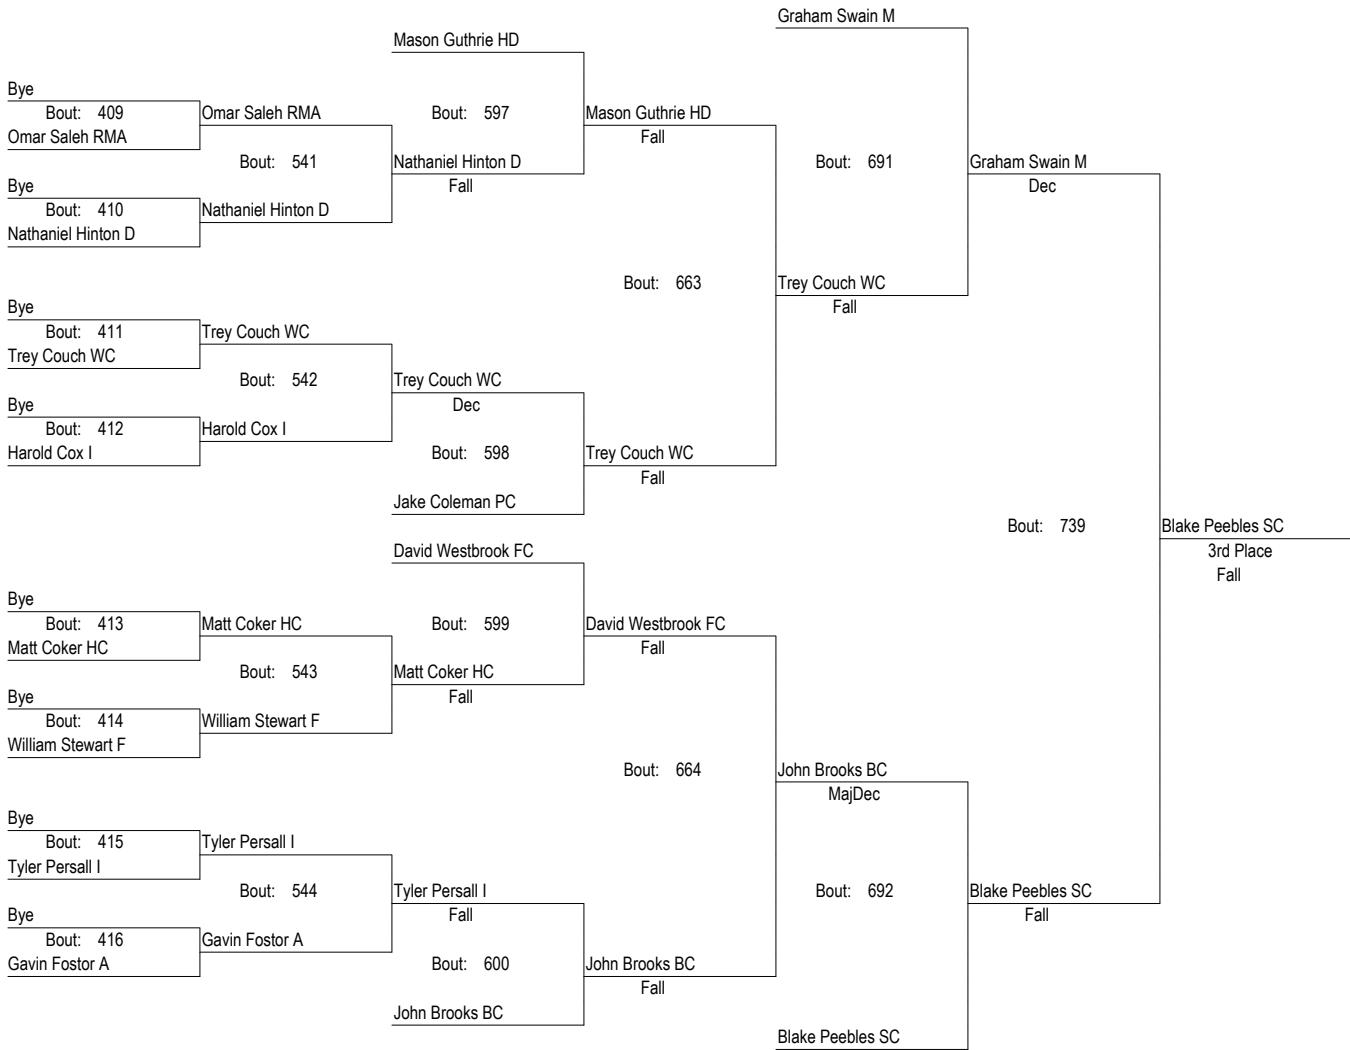 Graham Swain M
Mason Guthrie HD
Bye
Bout: 409
Omar Saleh RMA
Bout: 597
Mason Guthrie HD
Omar Saleh RMA
Fall
Bout: 541
Nathaniel Hinton D
Bout: 691
Graham Swain M
Bye
Fall
Dec
Bout: 410
Nathaniel Hinton D
Nathaniel Hinton D
Bout: 663
Trey Couch WC
Bye
Fall
Bout: 411
Trey Couch WC
Trey Couch WC
Bout: 542
Trey Couch WC
Bye
Dec
Bout: 412
Harold Cox I
Harold Cox I
Bout: 598
Trey Couch WC
Fall
Jake Coleman PC
Bout: 739
Blake Peebles SC
David Westbrook FC
3rd Place
Fall
Bye
Bout: 413
Matt Coker HC
Bout: 599
David Westbrook FC
Matt Coker HC
Fall
Bout: 543
Matt Coker HC
Bye
Fall
Bout: 414
William Stewart F
William Stewart F
Bout: 664
John Brooks BC
MajDec
Bye
Bout: 415
Tyler Persall I
Tyler Persall I
Bout: 544
Tyler Persall I
Bout: 692
Blake Peebles SC
Bye
Fall
Fall
Bout: 416
Gavin Fostor A
Gavin Fostor A
Bout: 600
John Brooks BC
Fall
John Brooks BC
Blake Peebles SC